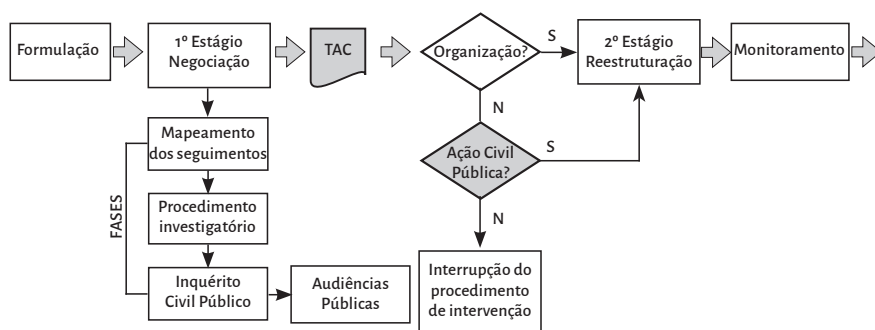 Formulação
1º Estágio
Negociação
TAC
Organização?
S
2º Estágio
Reestruturação
Monitoramento
N
Mapeamento
dos seguimentos
Ação Civil
Pública?
S
FASES
Procedimento
investigatório
N
Inquérito
Civil Público
Audiências
Públicas
Interrupção do
procedimento
de intervenção